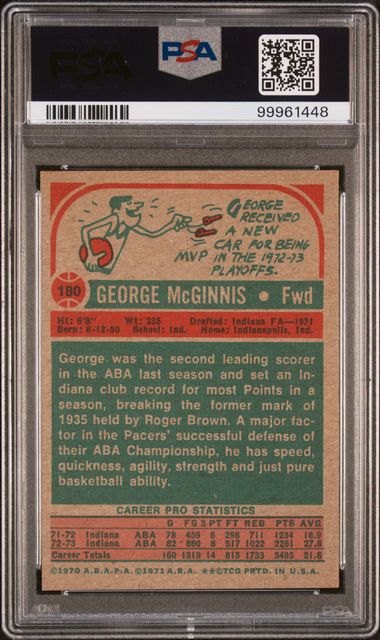 PSA
PSA
99961448
GEORGE
RECEIVED
A NEW
CAR FOR BEING
MVP IN THE 1972-73
PLAYOFFS.
180 GEORGE McGINNIS • Fwd
Ht: 6'8" Wt: 235 Drafted: Indiana FA—1971
Born: 8-12-50 School: Ind. Home: Indianapolis, Ind.
George was the second leading scorer
in the ABA last season and set an In-
diana club record for most Points in a
season, breaking the former mark of
1935 held by Roger Brown. A major fac-
tor in the Pacers' successful defense of
their ABA Championship, he has speed,
quickness, agility, strength and just pure
basketball ability.
CAREER PRO STATISTICS
G FG 3 PT FT REB PTS AVG
71-72 Indiana ABA 78 459 6 298 711 1234 16.9
72-73 Indiana ABA 82 860 8 517 1022 2261 27.6
Career Totals 160 1319 14 815 1733 3495 21.8
©1970 A.B.A.P.A. ©1971 A.B.A. **©TCG PRTD. IN U.S.A.